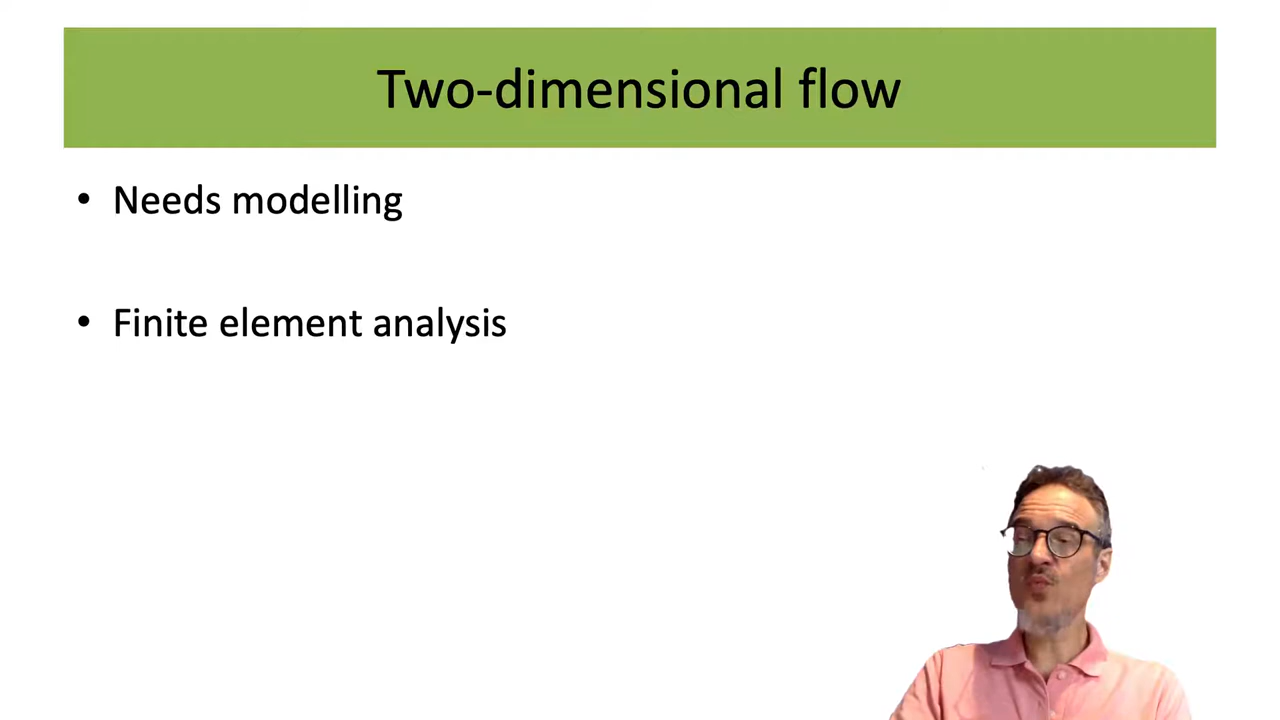 Two-dimensional flow
• Needs modelling
• Finite element analysis